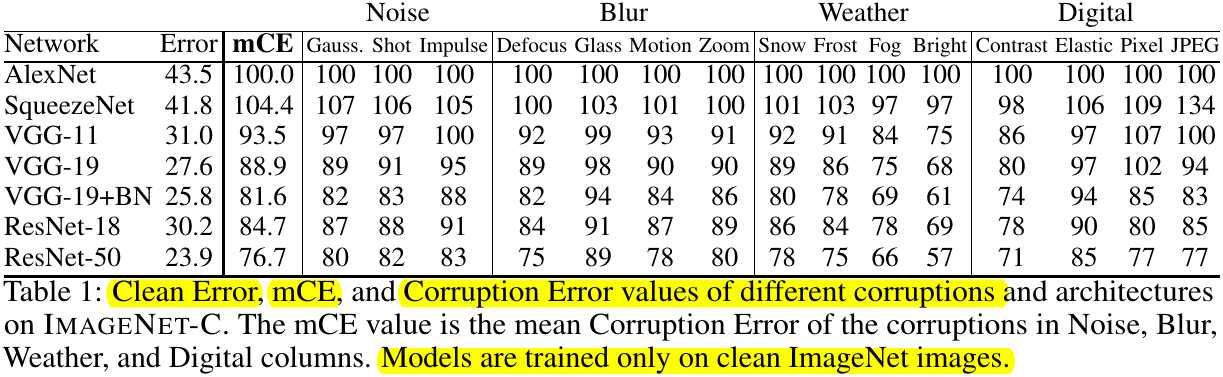 Noise Blur Weather Digital
Network Error mCE Gauss. Shot Impulse Defocus Glass Motion Zoom Snow Frost Fog Bright Contrast Elastic Pixel JPEG
AlexNet 43.5 100.0 100 100 100 100 100 100 100 100 100 100 100 100 100 100 100
SqueezeNet 41.8 104.4 107 106 105 100 103 101 100 101 103 97 97 98 106 109 134
VGG-11 31.0 93.5 97 97 100 92 99 93 91 92 91 84 75 86 97 107 100
VGG-19 27.6 88.9 89 91 95 89 98 90 90 89 86 75 68 80 97 102 94
VGG-19+BN 25.8 81.6 82 83 88 82 94 84 86 80 78 69 61 74 94 85 83
ResNet-18 30.2 84.7 87 88 91 84 91 87 89 86 84 78 69 78 90 80 85
ResNet-50 23.9 76.7 80 82 83 75 89 78 80 78 75 66 57 71 85 77 77
Table 1: Clean Error, mCE, and Corruption Error values of different corruptions and architectures
on IMAGENET-C. The mCE value is the mean Corruption Error of the corruptions in Noise, Blur,
Weather, and Digital columns. Models are trained only on clean ImageNet images.